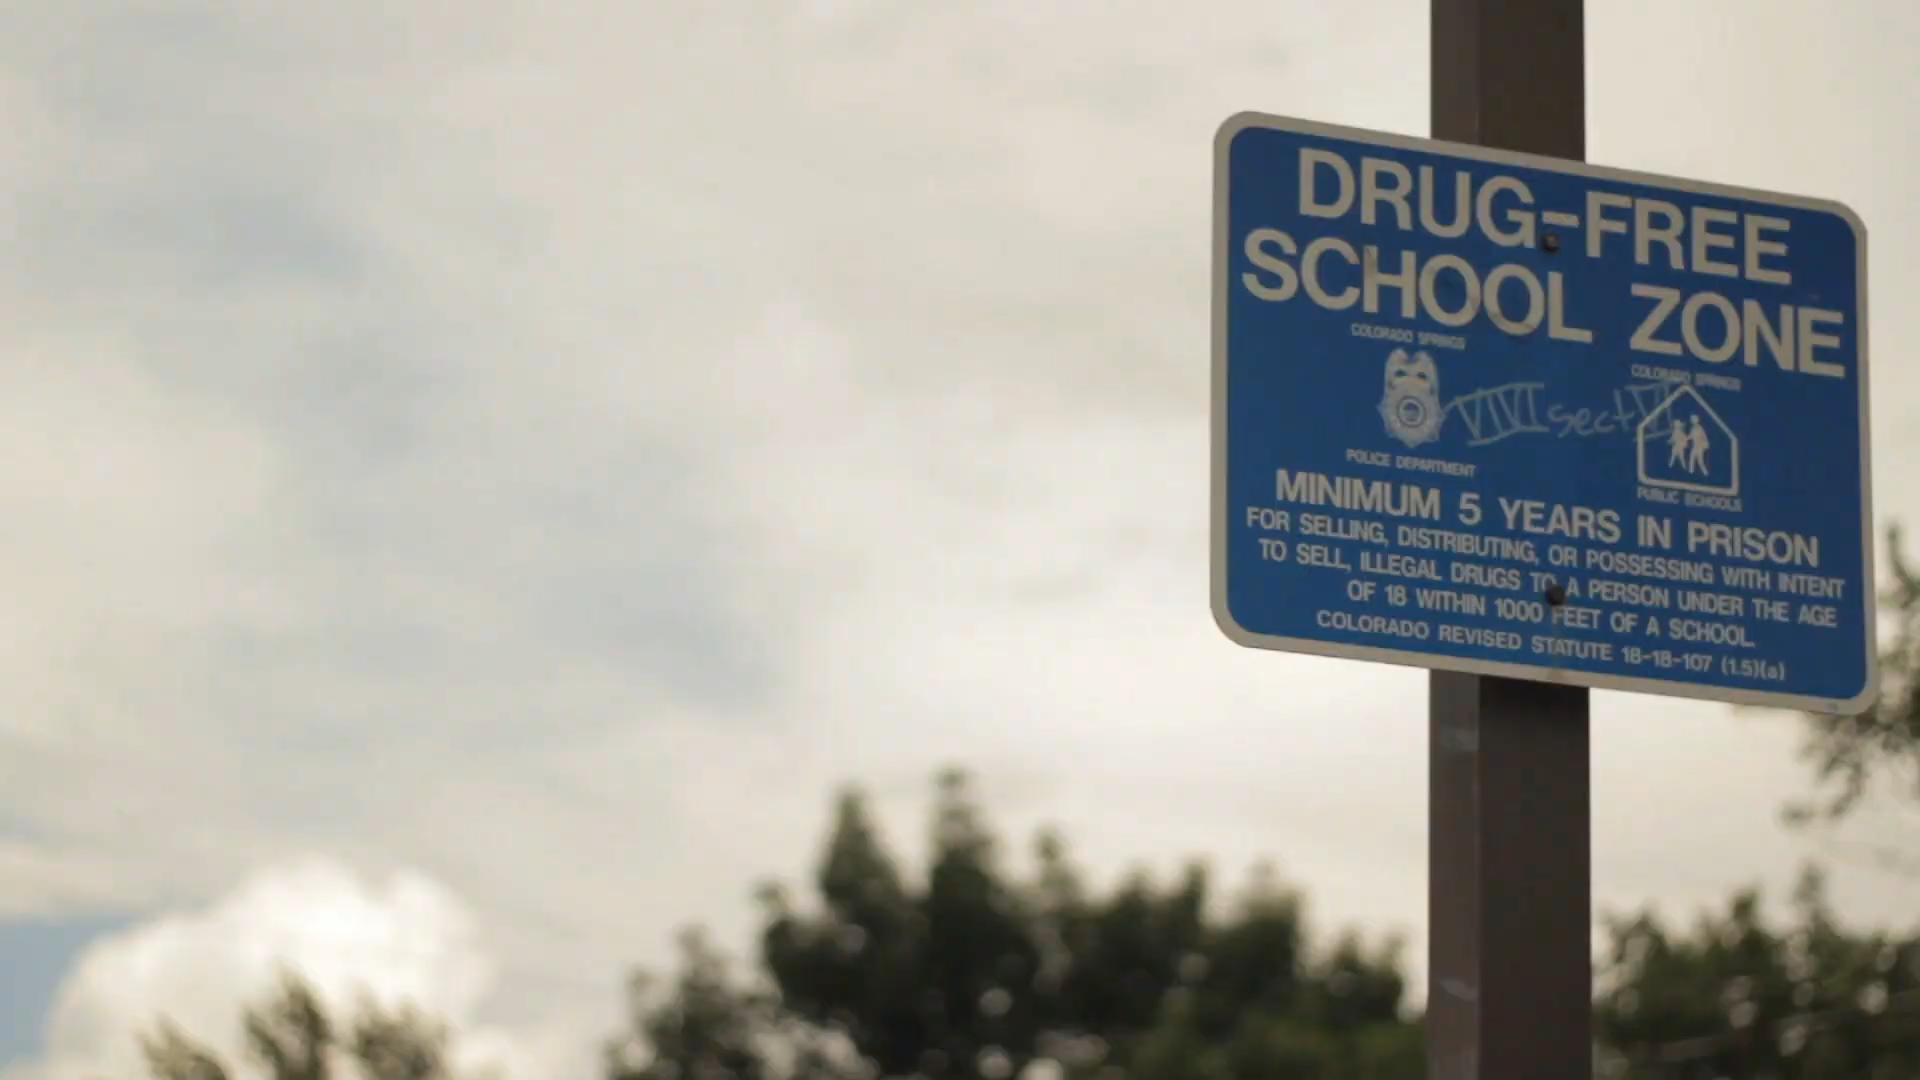 DRUG-FREE
SCHOOL ZONE
COLORADO SPRINGS
POLICE DEPARTMENT
VIVIsectVI
COLORADO SPRINGS
PUBLIC SCHOOLS
MINIMUM 5 YEARS IN PRISON
FOR SELLING, DISTRIBUTING, OR POSSESSING WITH INTENT
TO SELL, ILLEGAL DRUGS TO A PERSON UNDER THE AGE
OF 18 WITHIN 1000 FEET OF A SCHOOL.
COLORADO REVISED STATUTE 18-18-107 (1.5)(a)